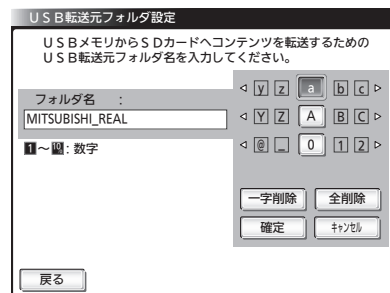 ＵＳＢ転送元フォルダ設定
ＵＳＢメモリからＳＤカードへコンテンツを転送するための
ＵＳＢ転送元フォルダ名を入力してください。
フォルダ名　：
MITSUBISHI_REAL
1～10：数字
◁ y z a b c ▷
◁ Y Z A B C ▷
◁ @ _ 0 1 2 ▷
一字削除 全削除
確定 ｷｬﾝｾﾙ
戻る